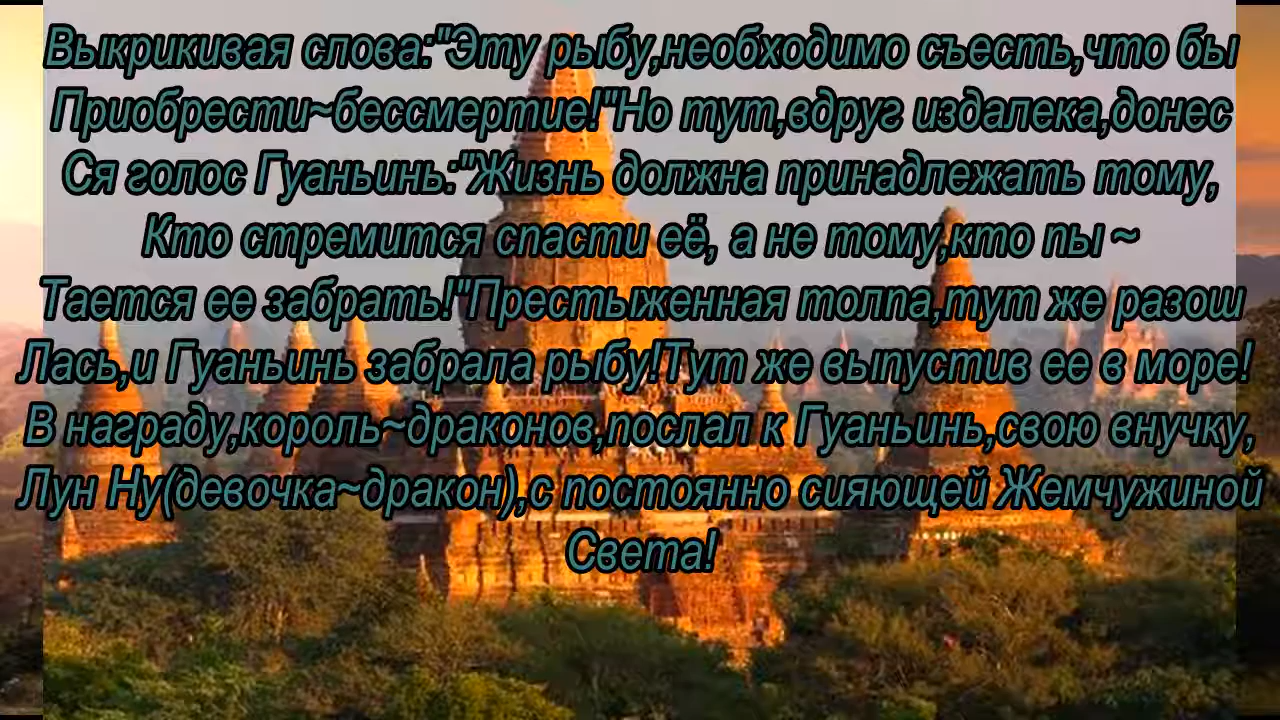 Выкрикивая слова:"Эту рыбу,необходимо съесть,что бы
Приобрести~бессмертие!"Но тут,вдруг издалека,донес
Ся голос Гуаньинь:"Жизнь должна принадлежать тому,
Кто стремится спасти её, а не тому,кто пы ~
Тается ее забрать!"Престыженная толпа,тут же разош
Лась,и Гуаньинь забрала рыбу!Тут же выпустив ее в море!
В награду,король~драконов,послал к Гуаньинь,свою внучку,
Лун Ну(девочка~дракон),с постоянно сияющей Жемчужиной
Света!